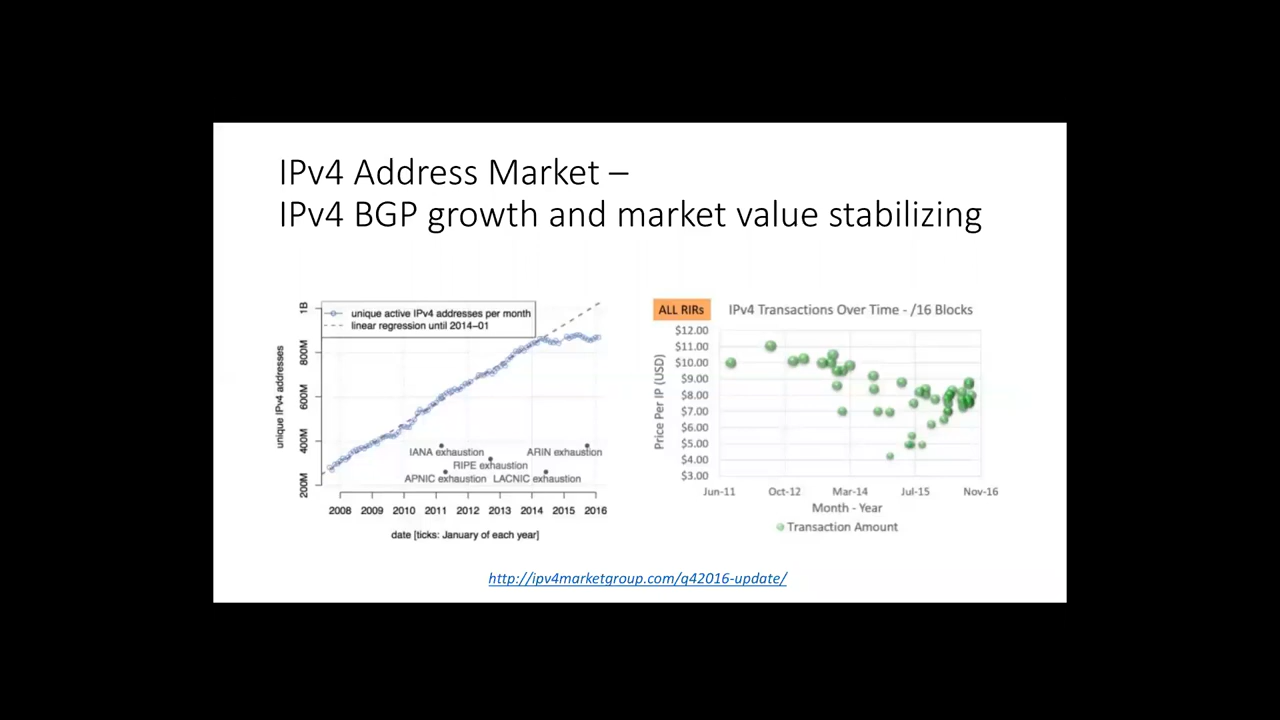 IPv4 Address Market –
IPv4 BGP growth and market value stabilizing
unique active IPv4 addresses per month
linear regression until 2014−01
unique IPv4 addresses
1B
800M
600M
400M
200M
IANA exhaustion
ARIN exhaustion
RIPE exhaustion
APNIC exhaustion
LACNIC exhaustion
2008 2009 2010 2011 2012 2013 2014 2015 2016
date [ticks: January of each year]
ALL RIRs
IPv4 Transactions Over Time - /16 Blocks
Price Per IP (USD)
$12.00
$11.00
$10.00
$9.00
$8.00
$7.00
$6.00
$5.00
$4.00
$3.00
Jun-11 Oct-12 Mar-14 Jul-15 Nov-16
Month - Year
Transaction Amount
http://ipv4marketgroup.com/q42016-update/